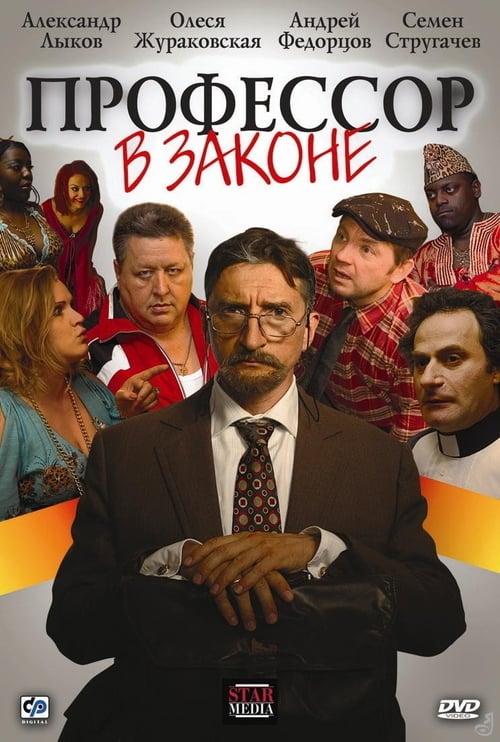 Александр Лыков
Олеся Жураковская
Андрей Федорцов
Семен Стругачев
ПРОФЕССОР
В ЗАКОНЕ
CP
DIGITAL
STAR
MEDIA
DVD
VIDEO